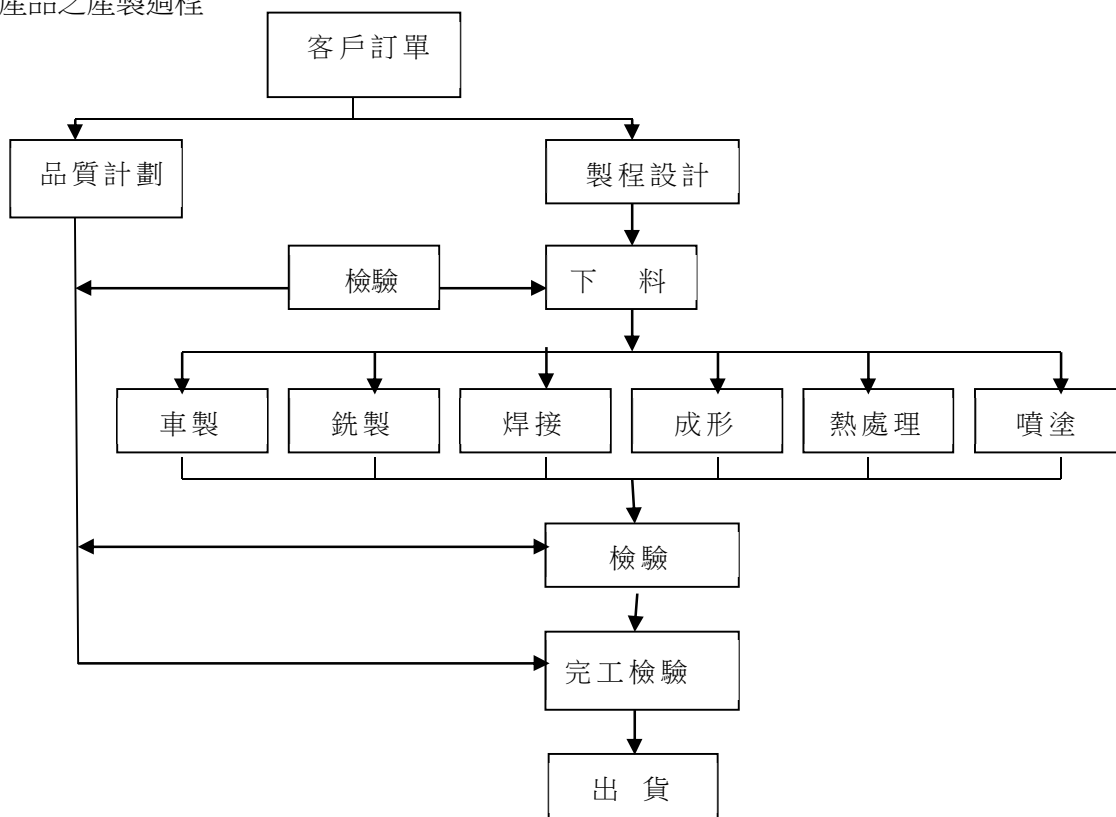 產品之產製過程
客戶訂單
品質計劃
製程設計
檢驗
下 料
車製
銑製
焊接
成形
熱處理
噴塗
檢驗
完工檢驗
出 貨